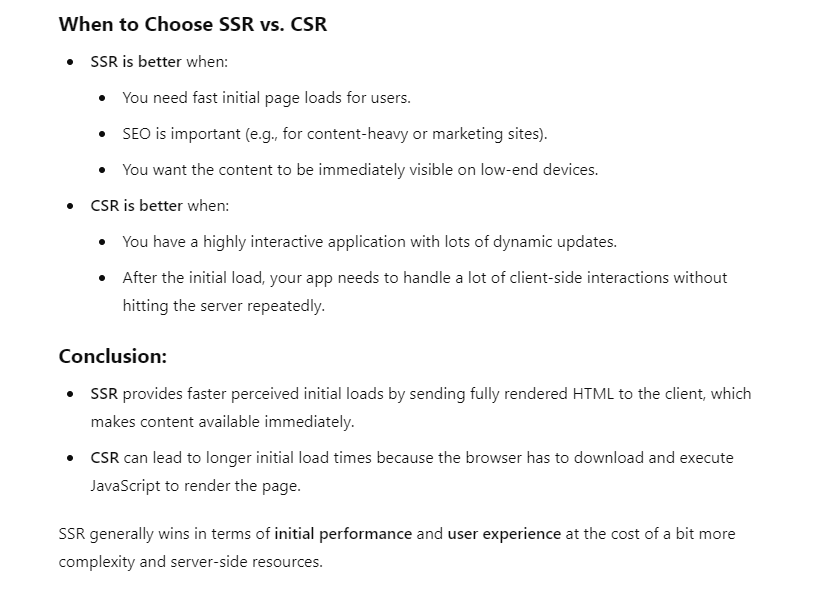 When to Choose SSR vs. CSR
• SSR is better when:
• You need fast initial page loads for users.
• SEO is important (e.g., for content-heavy or marketing sites).
• You want the content to be immediately visible on low-end devices.
• CSR is better when:
• You have a highly interactive application with lots of dynamic updates.
• After the initial load, your app needs to handle a lot of client-side interactions without
hitting the server repeatedly.
Conclusion:
• SSR provides faster perceived initial loads by sending fully rendered HTML to the client, which
makes content available immediately.
• CSR can lead to longer initial load times because the browser has to download and execute
JavaScript to render the page.
SSR generally wins in terms of initial performance and user experience at the cost of a bit more
complexity and server-side resources.